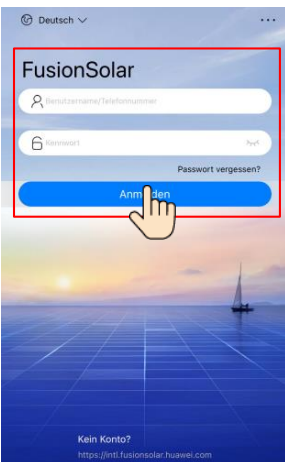 Deutsch
FusionSolar
Benutzername/Telefonnummer
Kennwort
Passwort vergessen?
Anmelden
Kein Konto?
https://intl.fusionsolar.huawei.com